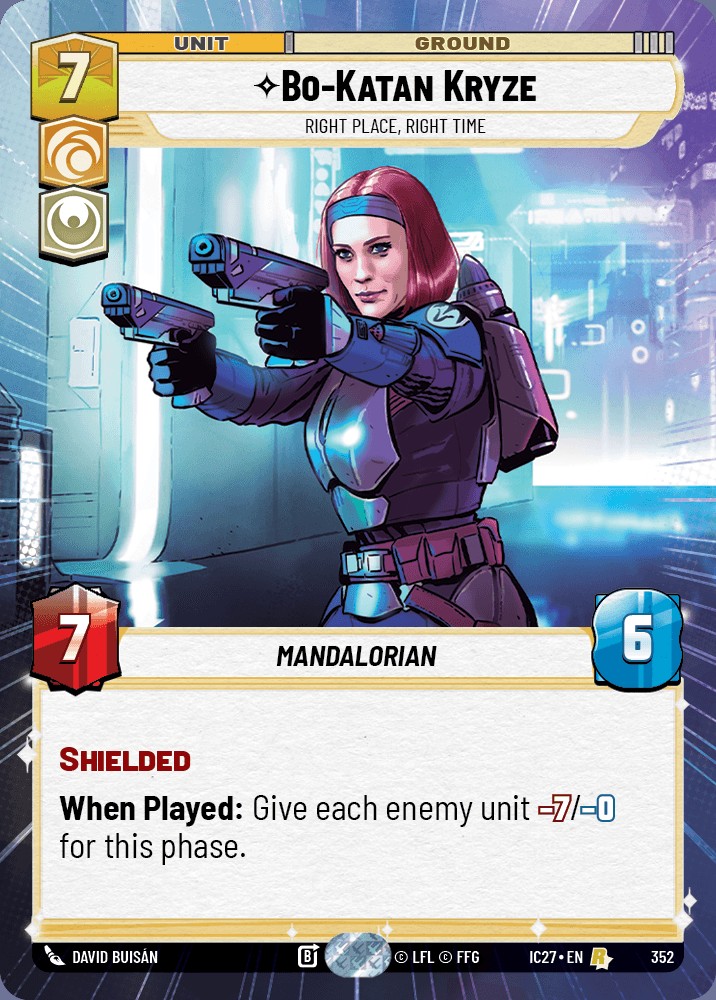 UNIT
GROUND
7
✧BO-KATAN KRYZE
RIGHT PLACE, RIGHT TIME
7
MANDALORIAN
6
SHIELDED
When Played: Give each enemy unit -7/-0
for this phase.
DAVID BUISÁN
B
© LFL © FFG
IC27 • EN
R
352